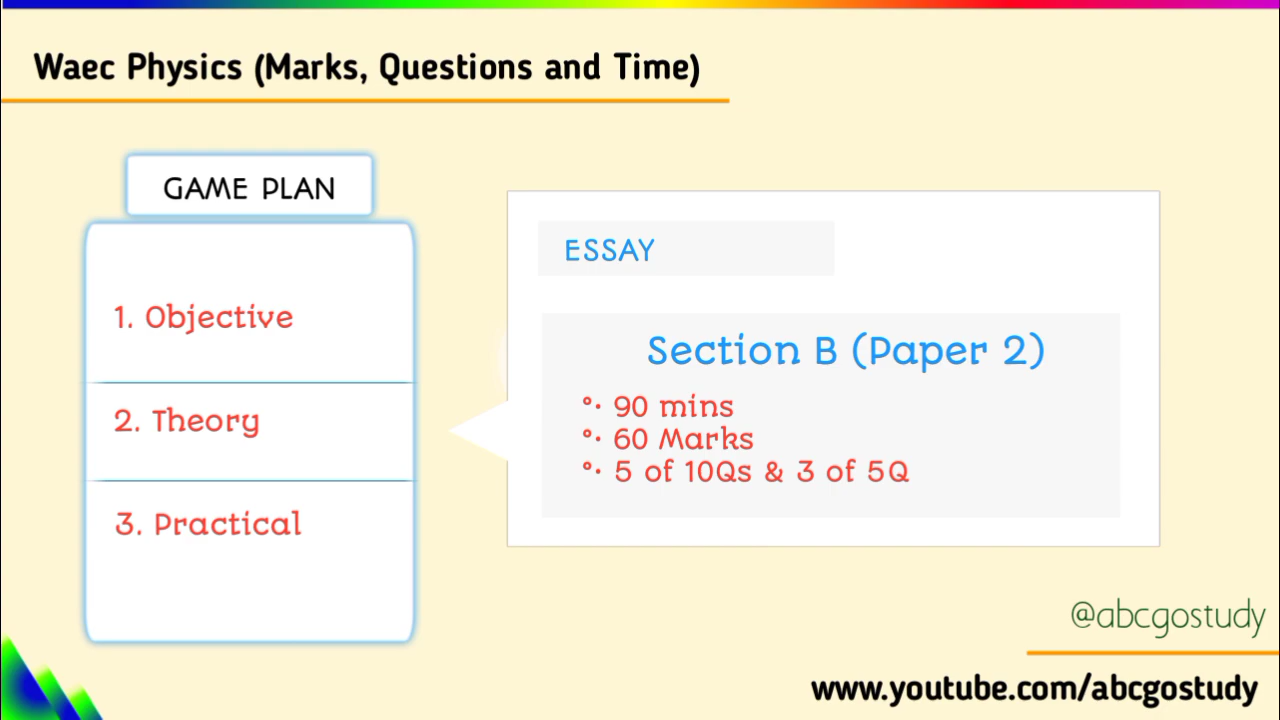 Waec Physics (Marks, Questions and Time)
GAME PLAN
1. Objective
2. Theory
3. Practical
ESSAY
Section B (Paper 2)
°· 90 mins
°· 60 Marks
°· 5 of 10Qs & 3 of 5Q
@abcgostudy
www.youtube.com/abcgostudy